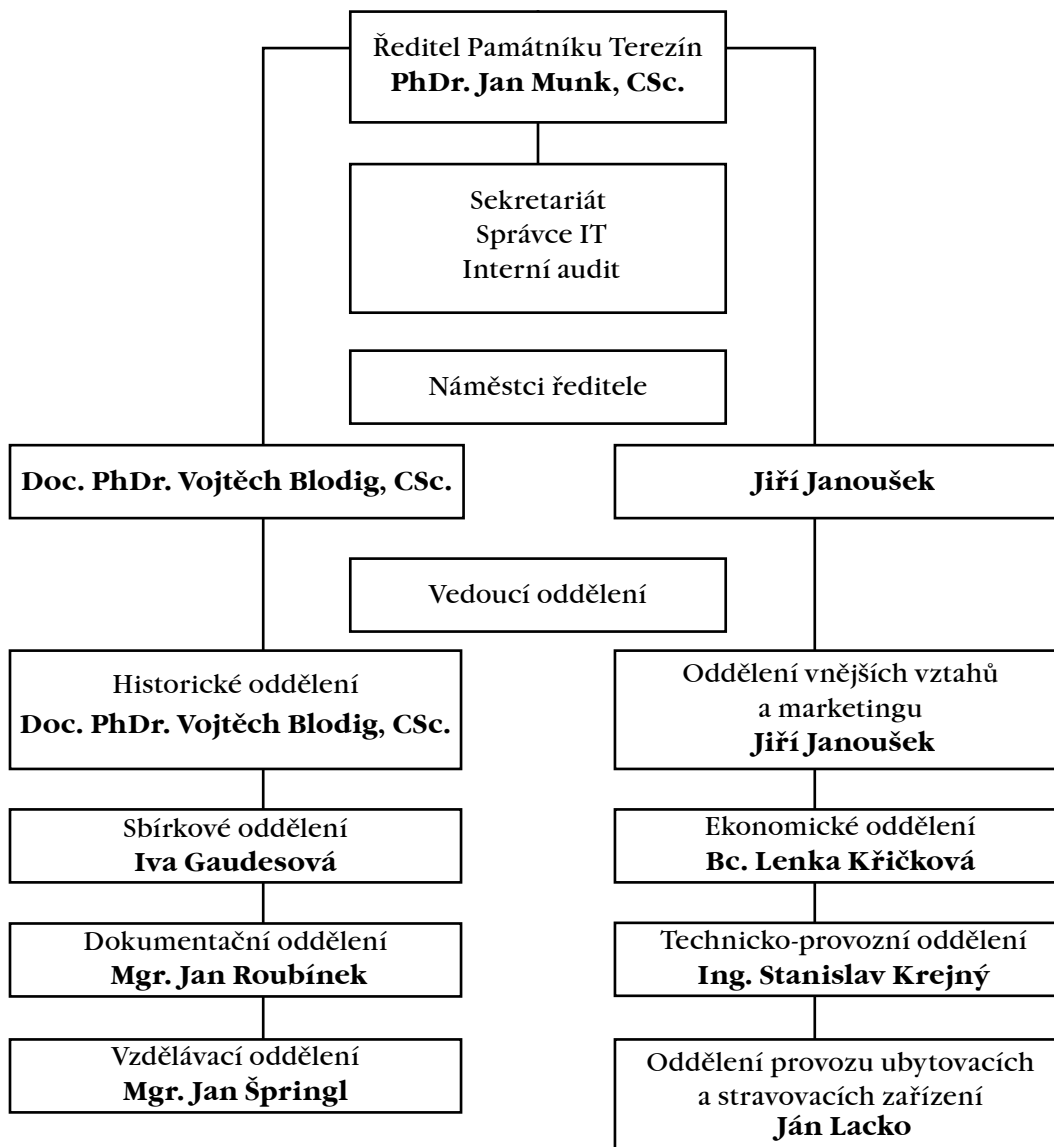 Ředitel Památníku Terezín
PhDr. Jan Munk, CSc.
Sekretariát
Správce IT
Interní audit
Náměstci ředitele
Doc. PhDr. Vojtěch Blodig, CSc.
Jiří Janoušek
Vedoucí oddělení
Historické oddělení
Doc. PhDr. Vojtěch Blodig, CSc.
Oddělení vnějších vztahů
a marketingu
Jiří Janoušek
Sbírkové oddělení
Iva Gaudesová
Ekonomické oddělení
Bc. Lenka Křičková
Dokumentační oddělení
Mgr. Jan Roubínek
Technicko-provozní oddělení
Ing. Stanislav Krejný
Vzdělávací oddělení
Mgr. Jan Špringl
Oddělení provozu ubytovacích
a stravovacích zařízení
Ján Lacko